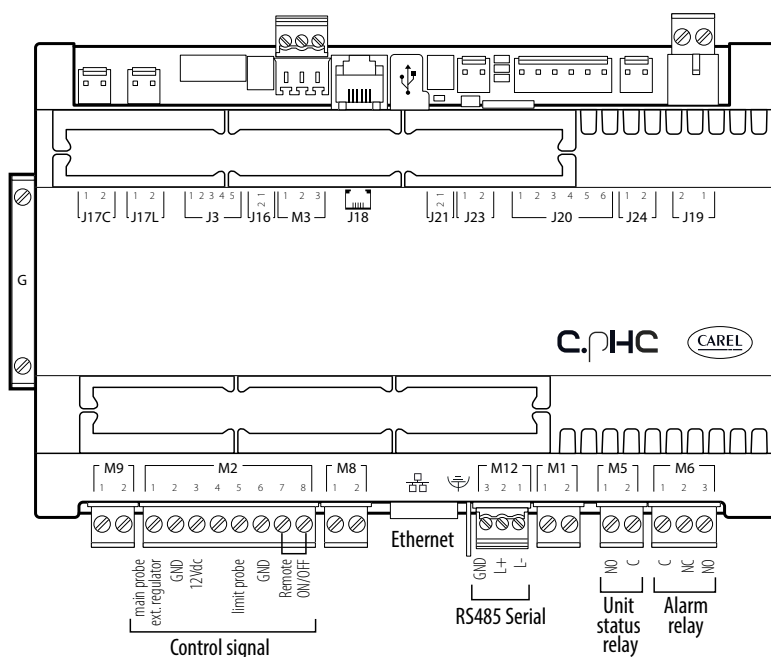 1 2 1 2 1 2 3 4 5 2 1 1 2 3 2 1 1 2 1 2 3 4 5 6 1 2 2 1
J17C J17L J3 J16 M3 J18 J21 J23 J20 J24 J19
G
c.pHC CAREL
M9 M2 M8 M12 M1 M5 M6
1 2 1 2 3 4 5 6 7 8 1 2 3 2 1 1 2 1 2 1 2 3
Ethernet
main probe
ext. regulator
GND
12Vdc
limit probe
GND
Remote
ON/OFF
GND
L+
L-
NO
C
C
NC
NO
Control signal
RS485 Serial
Unit
status
relay
Alarm
relay